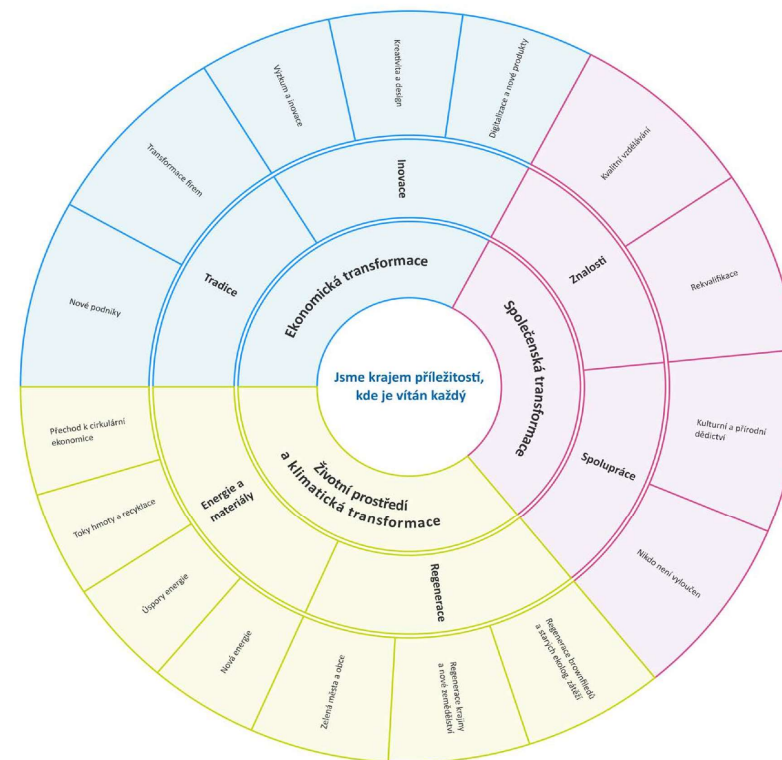 Jsme krajem příležitostí,
kde je vítán každý
Ekonomická transformace
Tradice
Nové podniky
Transformace firem
Inovace
Výzkum a inovace
Kreativita a design
Digitalizace a nové produkty
Společenská transformace
Znalosti
Kvalitní vzdělávání
Rekvalifikace
Spolupráce
Kulturní a přírodní
dědictví
Nikdo není vyloučen
Životní prostředí
a klimatická transformace
Regenerace
Regenerace brownfiledů
a starých ekolog. zátěží
Regenerace krajiny
a nové zemědělství
Zelená města a obce
Energie a
materiály
Nová energie
Úspory energie
Toky hmoty a recyklace
Přechod k cirkulární
ekonomice